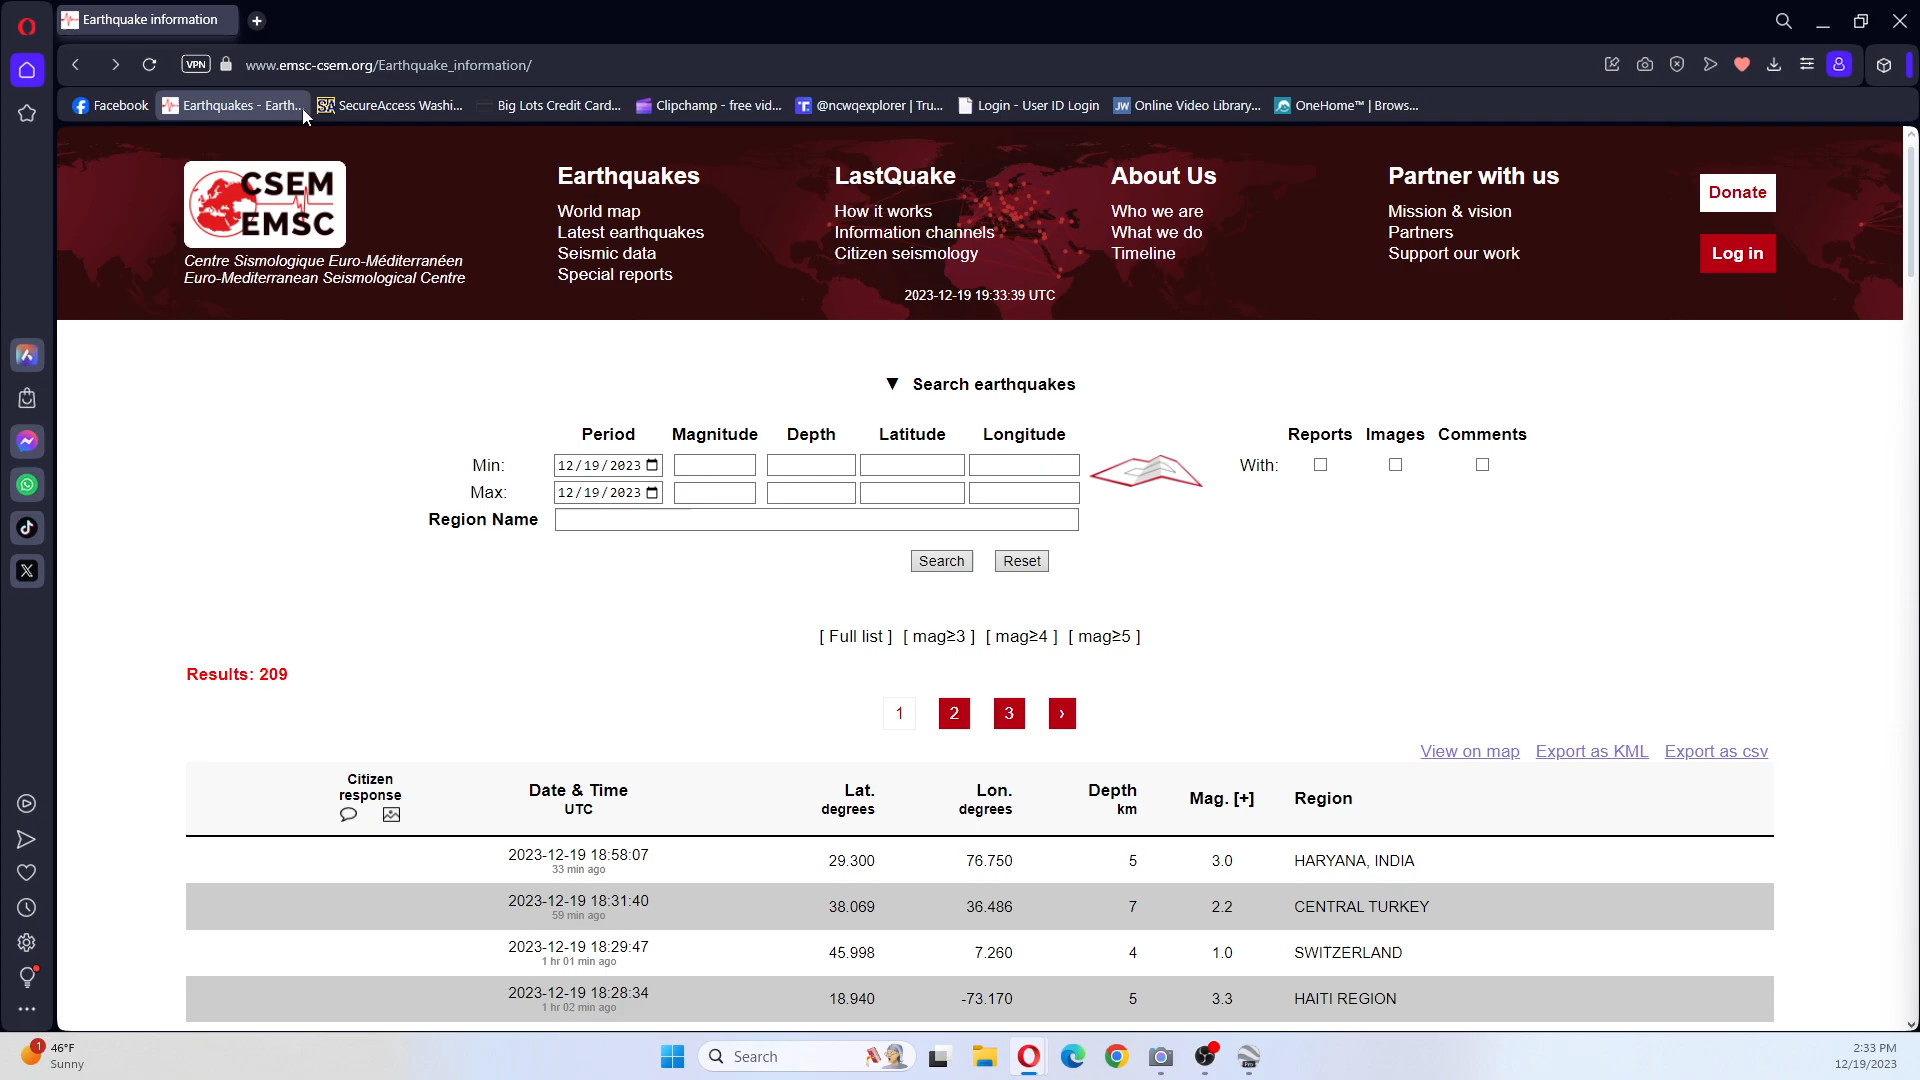 Earthquake information
VPN
www.emsc-csem.org/Earthquake_information/
Facebook
Earthquakes - Earth...
SA SecureAccess Washi...
Big Lots Credit Card...
Clipchamp - free vid...
T. @ncwqexplorer | Tru...
Login - User ID Login
JW Online Video Library...
OneHome™ | Brows...
CSEM
EMSC
Centre Sismologique Euro-Méditerranéen
Euro-Mediterranean Seismological Centre
Earthquakes
World map
Latest earthquakes
Seismic data
Special reports
LastQuake
How it works
Information channels
Citizen seismology
About Us
Who we are
What we do
Timeline
Partner with us
Mission & vision
Partners
Support our work
Donate
Log in
2023-12-19 19:33:39 UTC
▼ Search earthquakes
Period Magnitude Depth Latitude Longitude Reports Images Comments
Min: 12/19/2023 With:
Max: 12/19/2023
Region Name
Search Reset
[ Full list ] [ mag≥3 ] [ mag≥4 ] [ mag≥5 ]
Results: 209
1 2 3 ›
View on map Export as KML Export as csv
Citizen response
Date & Time UTC
Lat. degrees
Lon. degrees
Depth km
Mag. [+]
Region
2023-12-19 18:58:07 29.300 76.750 5 3.0 HARYANA, INDIA
33 min ago
2023-12-19 18:31:40 38.069 36.486 7 2.2 CENTRAL TURKEY
59 min ago
2023-12-19 18:29:47 45.998 7.260 4 1.0 SWITZERLAND
1 hr 01 min ago
2023-12-19 18:28:34 18.940 -73.170 5 3.3 HAITI REGION
1 hr 02 min ago
1
46°F
Sunny
Search
2:33 PM
12/19/2023